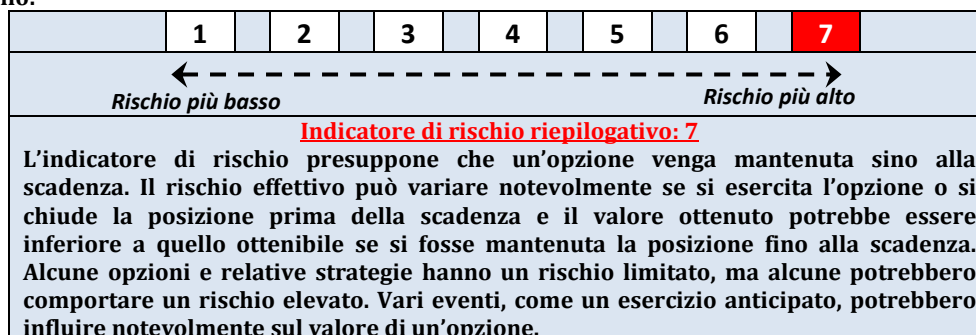 1 2 3 4 5 6 7
Rischio più basso Rischio più alto
Indicatore di rischio riepilogativo: 7
L’indicatore di rischio presuppone che un’opzione venga mantenuta sino alla
scadenza. Il rischio effettivo può variare notevolmente se si esercita l’opzione o si
chiude la posizione prima della scadenza e il valore ottenuto potrebbe essere
inferiore a quello ottenibile se si fosse mantenuta la posizione fino alla scadenza.
Alcune opzioni e relative strategie hanno un rischio limitato, ma alcune potrebbero
comportare un rischio elevato. Vari eventi, come un esercizio anticipato, potrebbero
influire notevolmente sul valore di un’opzione.